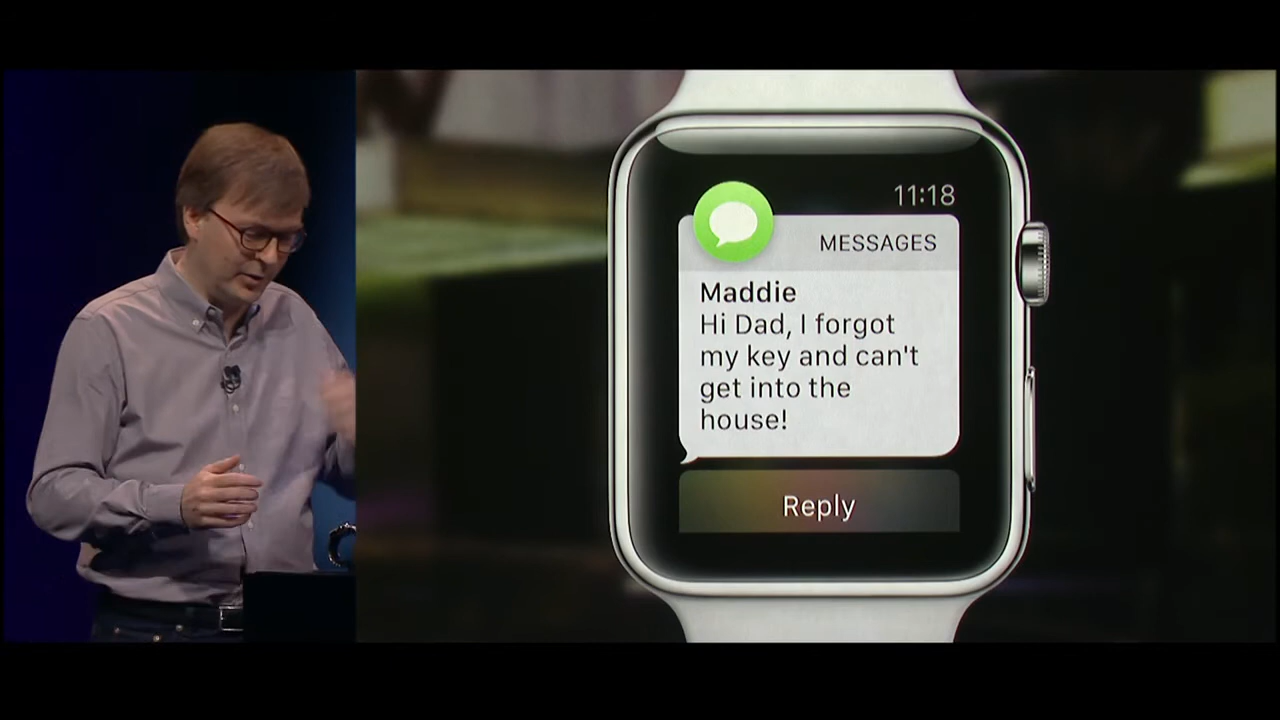 11:18
MESSAGES
Maddie
Hi Dad, I forgot
my key and can't
get into the
house!
Reply